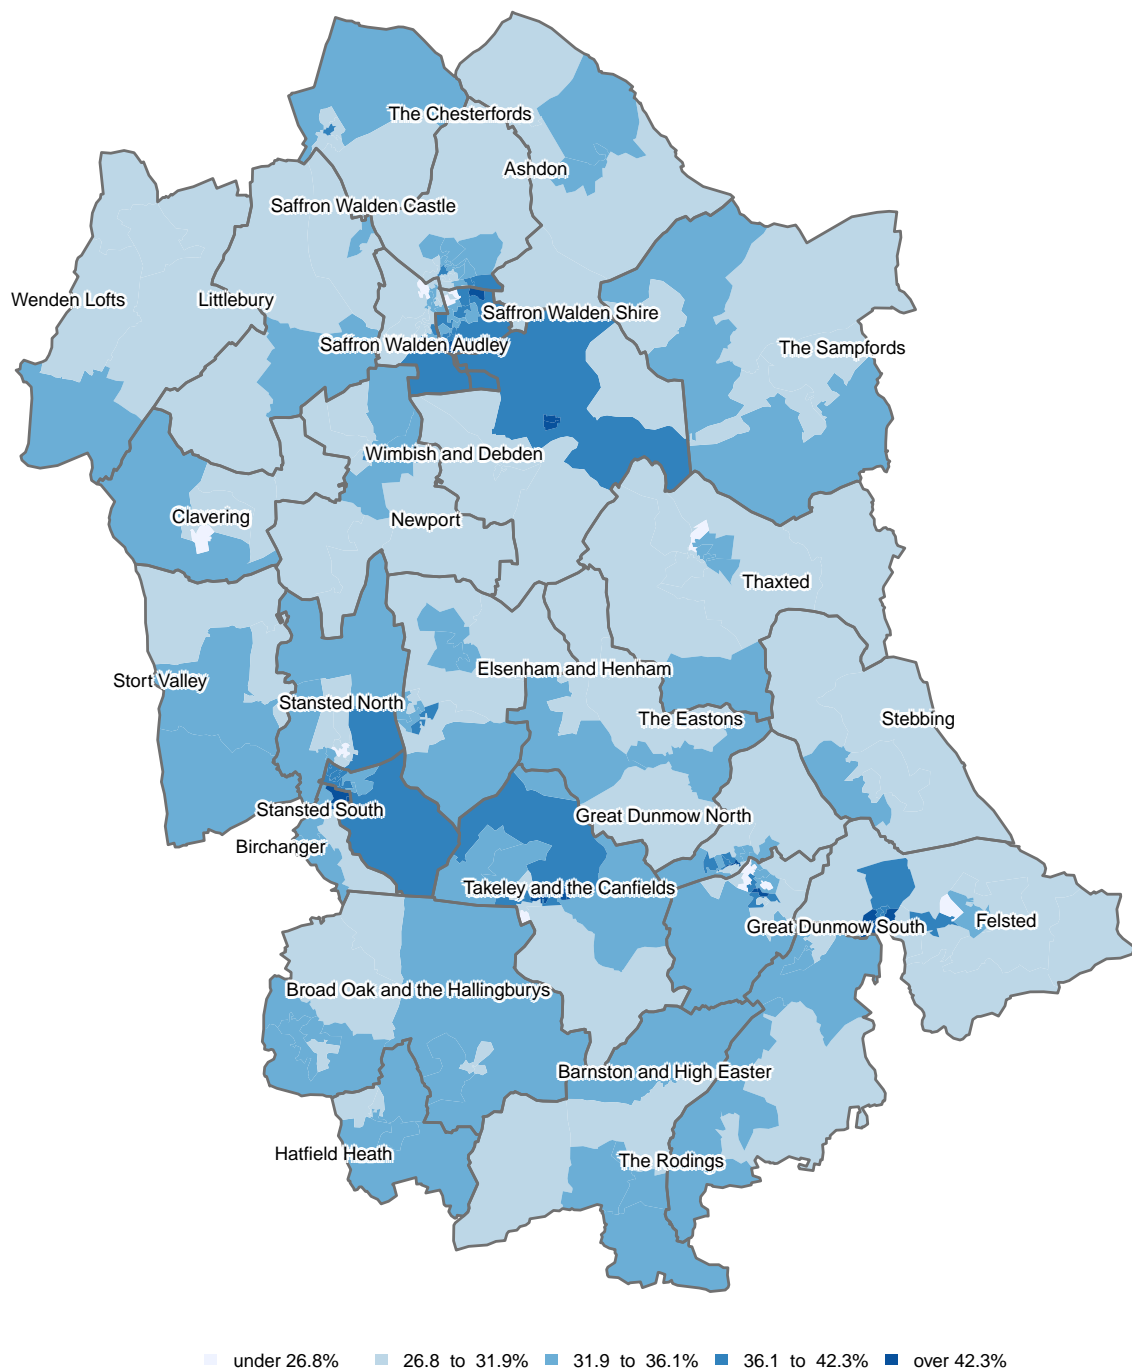 The Chesterfords
Ashdon
Saffron Walden Castle
Wenden Lofts
Littlebury
Saffron Walden Shire
Saffron Walden Audley
The Sampfords
Wimbish and Debden
Clavering
Newport
Thaxted
Elsenham and Henham
Stort Valley
Stansted North
The Eastons
Stebbing
Stansted South
Great Dunmow North
Birchanger
Takeley and the Canfields
Great Dunmow South
Felsted
Broad Oak and the Hallingburys
Barnston and High Easter
Hatfield Heath
The Rodings
under 26.8% 26.8 to 31.9% 31.9 to 36.1% 36.1 to 42.3% over 42.3%